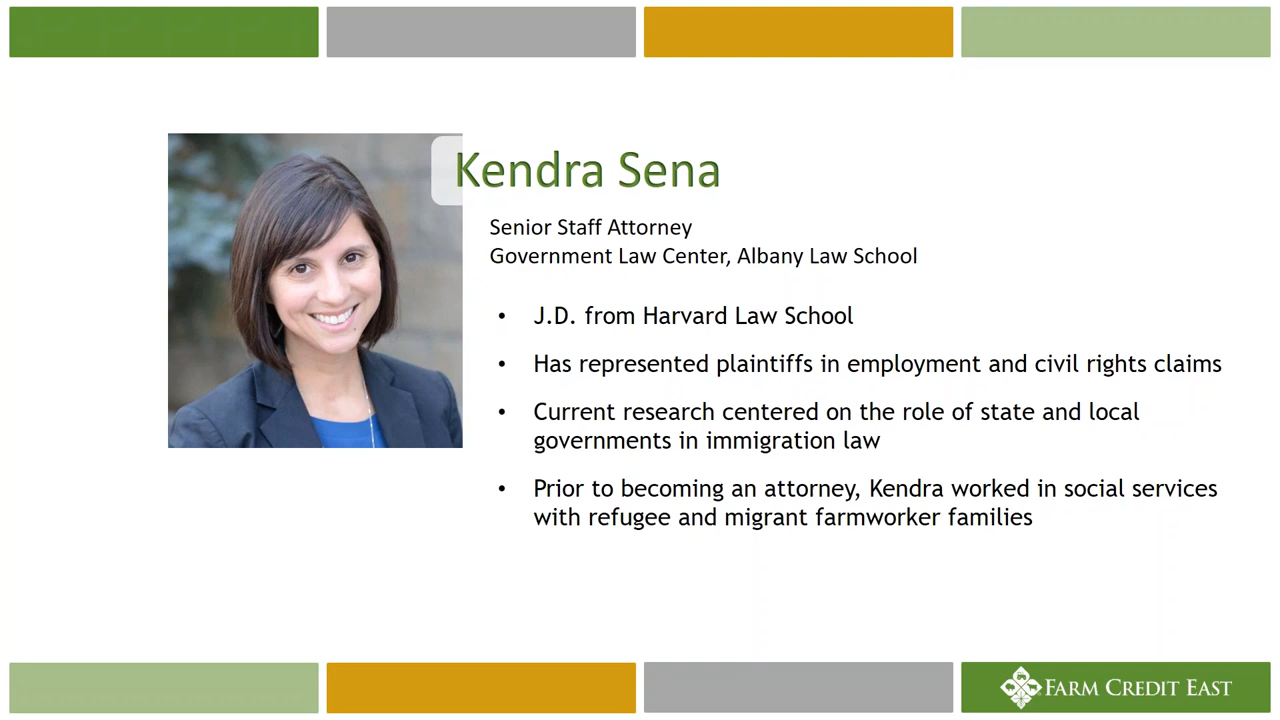 Kendra Sena
Senior Staff Attorney
Government Law Center, Albany Law School
• J.D. from Harvard Law School
• Has represented plaintiffs in employment and civil rights claims
• Current research centered on the role of state and local
governments in immigration law
• Prior to becoming an attorney, Kendra worked in social services
with refugee and migrant farmworker families
FARM CREDIT EAST